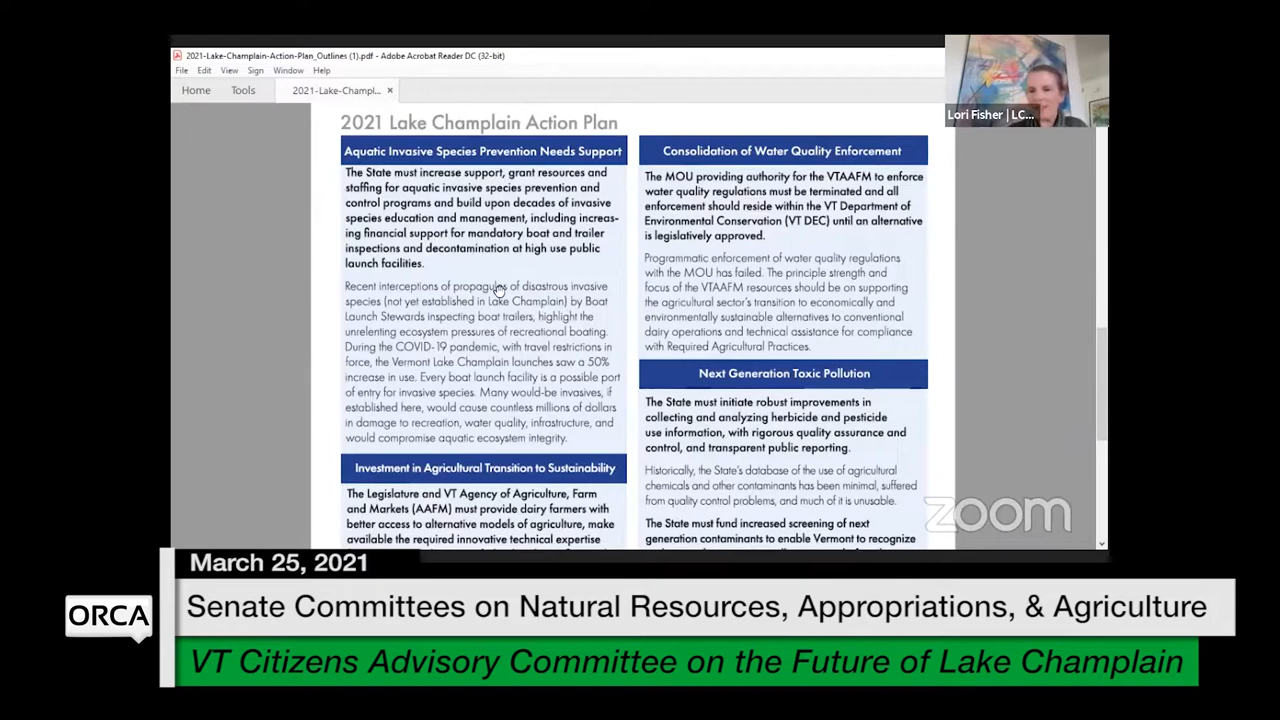 2021-Lake-Champlain-Action-Plan_Outlines (1).pdf - Adobe Acrobat Reader DC (32-bit)
File Edit View Sign Window Help
Home Tools 2021-Lake-Champl... ×
Lori Fisher | LC...
2021 Lake Champlain Action Plan
Aquatic Invasive Species Prevention Needs Support
The State must increase support, grant resources and
staffing for aquatic invasive species prevention and
control programs and build upon decades of invasive
species education and management, including increas-
ing financial support for mandatory boat and trailer
inspections and decontamination at high use public
launch facilities.
Recent interceptions of propagules of disastrous invasive
species (not yet established in Lake Champlain) by Boat
Launch Stewards inspecting boat trailers, highlight the
unrelenting ecosystem pressures of recreational boating.
During the COVID-19 pandemic, with travel restrictions in
force, the Vermont Lake Champlain launches saw a 50%
increase in use. Every boat launch facility is a possible port
of entry for invasive species. Many would-be invasives, if
established here, would cause countless millions of dollars
in damage to recreation, water quality, infrastructure, and
would compromise aquatic ecosystem integrity.
Investment in Agricultural Transition to Sustainability
The Legislature and VT Agency of Agriculture, Farm
and Markets (AAFM) must provide dairy farmers with
better access to alternative models of agriculture, make
available the required innovative technical expertise
Consolidation of Water Quality Enforcement
The MOU providing authority for the VTAAFM to enforce
water quality regulations must be terminated and all
enforcement should reside within the VT Department of
Environmental Conservation (VT DEC) until an alternative
is legislatively approved.
Programmatic enforcement of water quality regulations
with the MOU has failed. The principle strength and
focus of the VTAAFM resources should be on supporting
the agricultural sector's transition to economically and
environmentally sustainable alternatives to conventional
dairy operations and technical assistance for compliance
with Required Agricultural Practices.
Next Generation Toxic Pollution
The State must initiate robust improvements in
collecting and analyzing herbicide and pesticide
use information, with rigorous quality assurance and
control, and transparent public reporting.
Historically, the State's database of the use of agricultural
chemicals and other contaminants has been minimal, suffered
from quality control problems, and much of it is unusable.
The State must fund increased screening of next
generation contaminants to enable Vermont to recognize
zoom
March 25, 2021
ORCA
Senate Committees on Natural Resources, Appropriations, & Agriculture
VT Citizens Advisory Committee on the Future of Lake Champlain